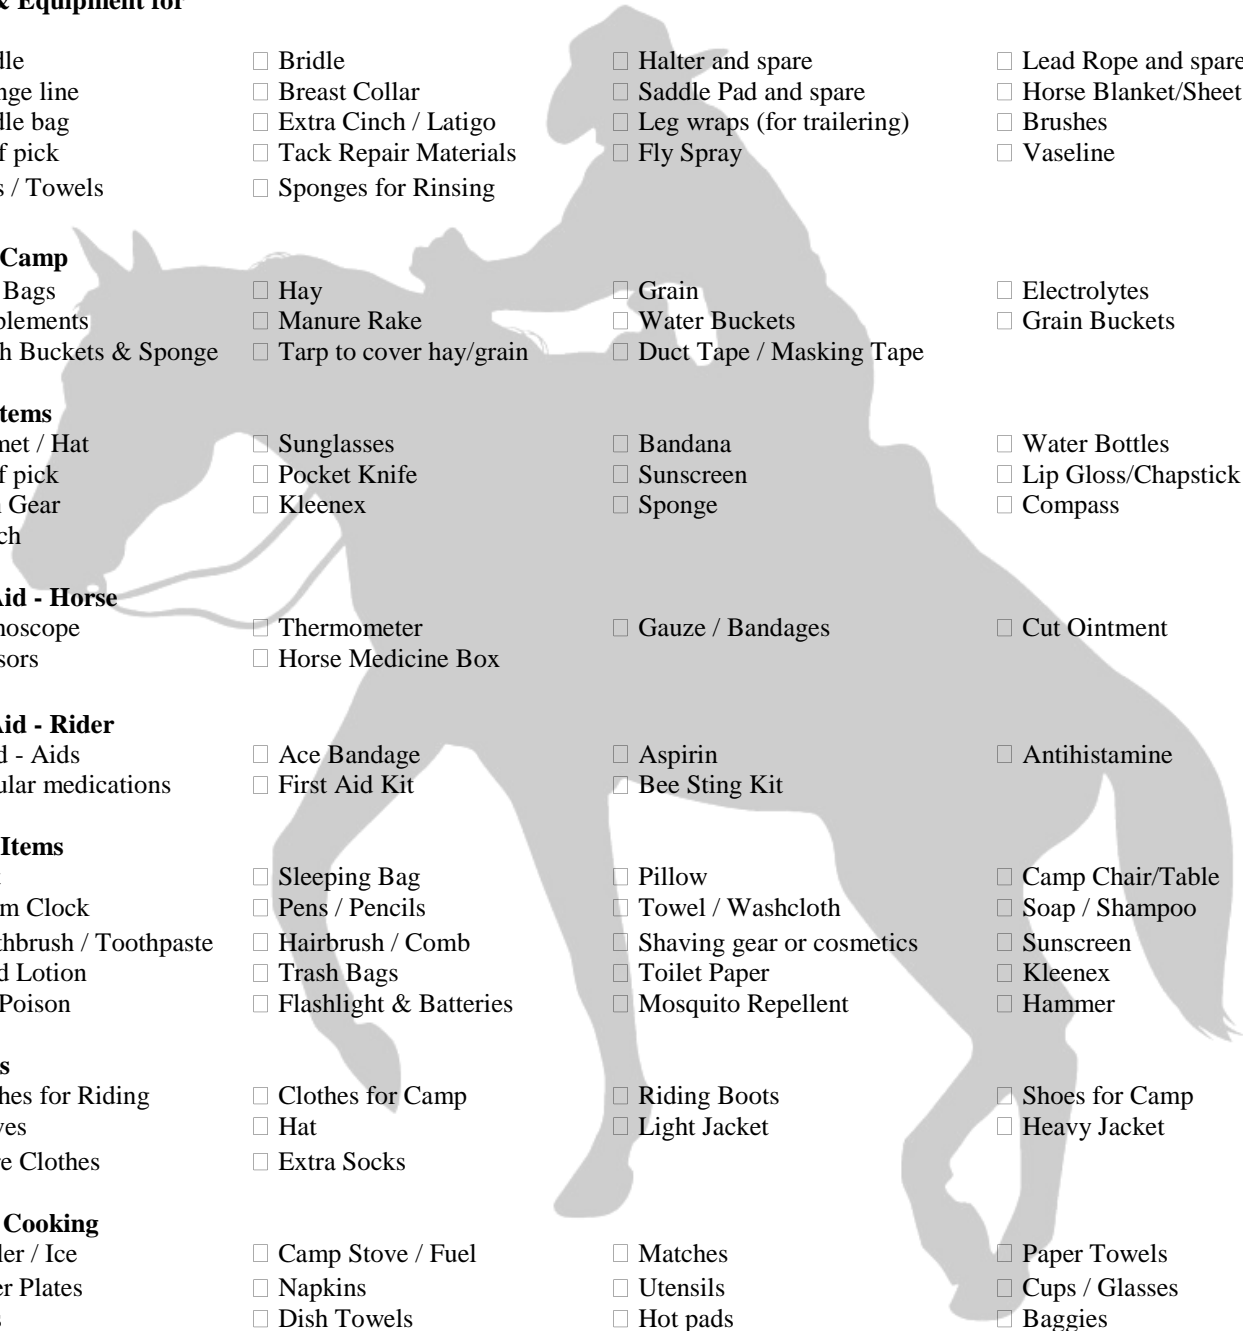 & Equipment for
dle □ Bridle □ Halter and spare □ Lead Rope and spare
nge line □ Breast Collar □ Saddle Pad and spare □ Horse Blanket/Sheet
dle bag □ Extra Cinch / Latigo □ Leg wraps (for trailering) □ Brushes
f pick □ Tack Repair Materials □ Fly Spray □ Vaseline
s / Towels □ Sponges for Rinsing
Camp
Bags □ Hay □ Grain □ Electrolytes
plements □ Manure Rake □ Water Buckets □ Grain Buckets
h Buckets & Sponge □ Tarp to cover hay/grain □ Duct Tape / Masking Tape
tems
met / Hat □ Sunglasses □ Bandana □ Water Bottles
f pick □ Pocket Knife □ Sunscreen □ Lip Gloss/Chapstick
n Gear □ Kleenex □ Sponge □ Compass
ch
Aid - Horse
hoscope □ Thermometer □ Gauze / Bandages □ Cut Ointment
sors □ Horse Medicine Box
Aid - Rider
d - Aids □ Ace Bandage □ Aspirin □ Antihistamine
ular medications □ First Aid Kit □ Bee Sting Kit
Items
□ Sleeping Bag □ Pillow □ Camp Chair/Table
m Clock □ Pens / Pencils □ Towel / Washcloth □ Soap / Shampoo
thbrush / Toothpaste □ Hairbrush / Comb □ Shaving gear or cosmetics □ Sunscreen
d Lotion □ Trash Bags □ Toilet Paper □ Kleenex
Poison □ Flashlight & Batteries □ Mosquito Repellent □ Hammer
s
hes for Riding □ Clothes for Camp □ Riding Boots □ Shoes for Camp
ves □ Hat □ Light Jacket □ Heavy Jacket
e Clothes □ Extra Socks
Cooking
ler / Ice □ Camp Stove / Fuel □ Matches □ Paper Towels
er Plates □ Napkins □ Utensils □ Cups / Glasses
s □ Dish Towels □ Hot pads □ Baggies